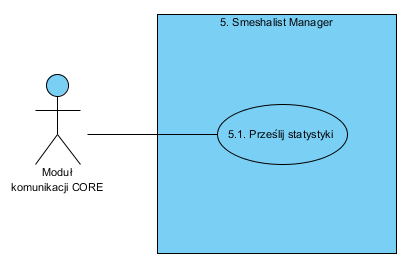 5. Smeshalist Manager
5.1. Prześlij statystyki
Moduł
komunikacji CORE